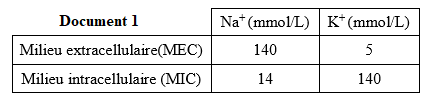 Document 1 Na+ (mmol/L) K+ (mmol/L)
Milieu extracellulaire(MEC) 140 5
Milieu intracellulaire (MIC) 14 140